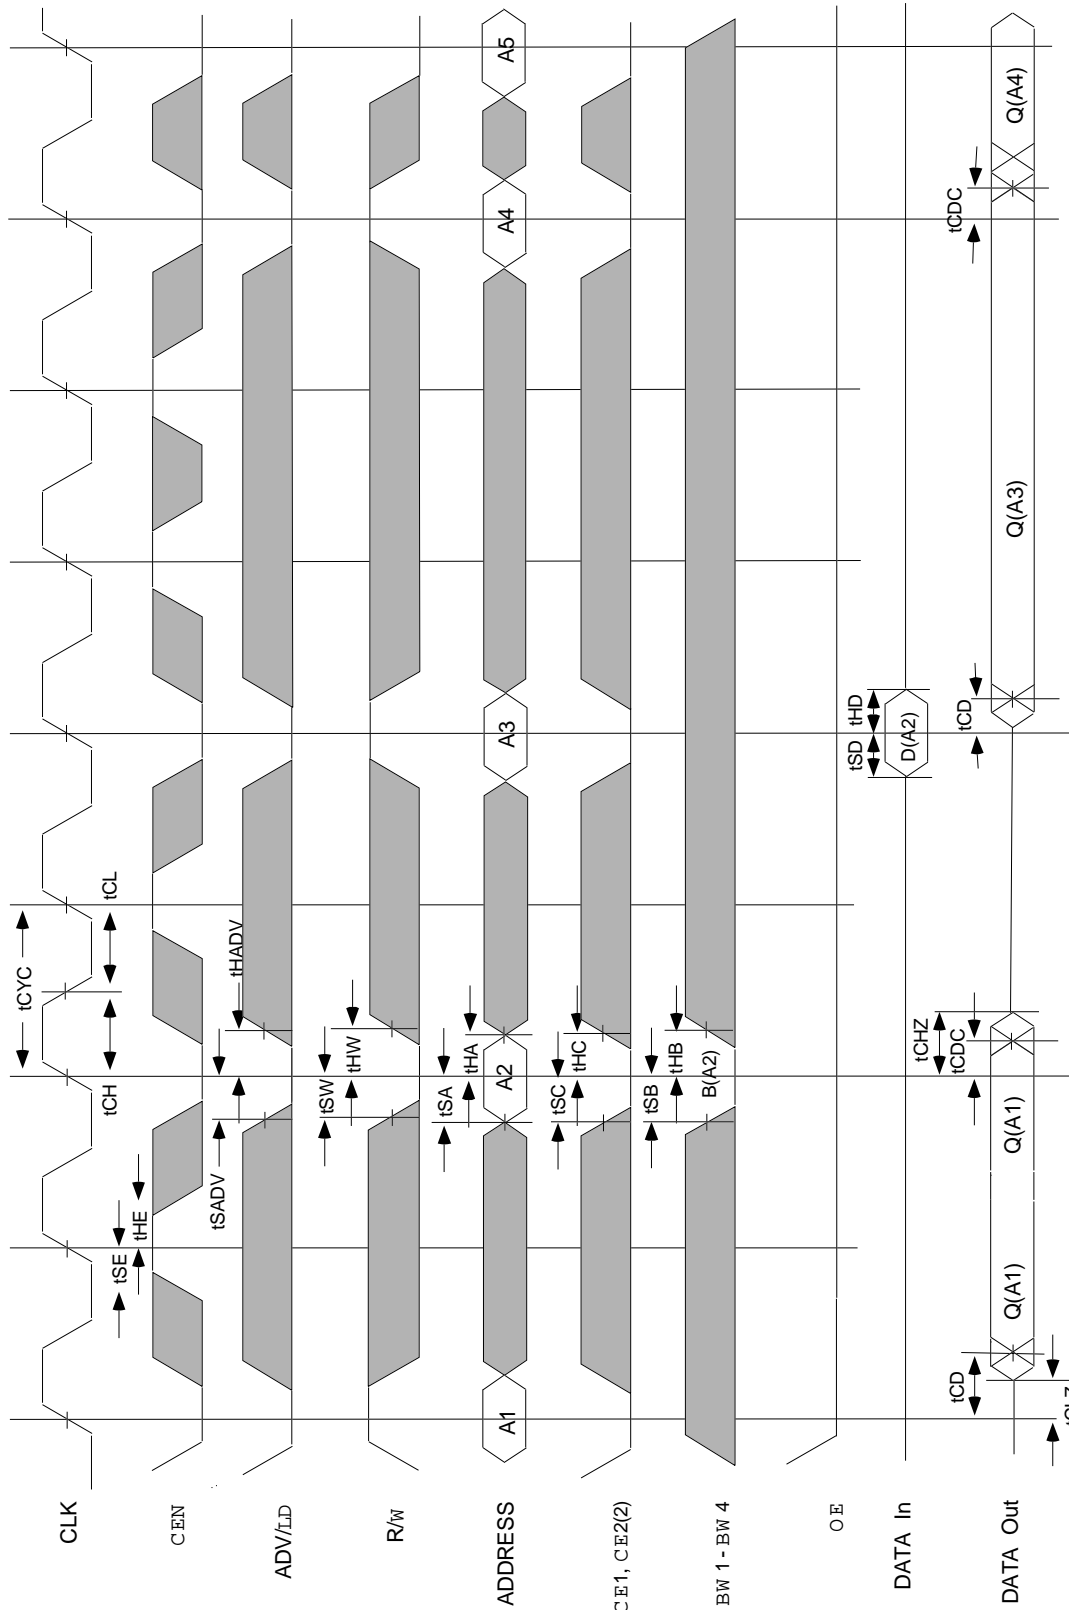 CLK
tCYC
tCH
tCL
tSE
tHE
CEN
ADV/LD
tSADV
tHADV
R/W
tSW
tHW
ADDRESS
A1
A2
A3
A4
A5
tSA
tHA
CE1, CE2(2)
tSC
tHC
BW 1 - BW 4
tSB
tHB
B(A2)
OE
DATA In
tSD
tHD
D(A2)
DATA Out
tCD
tCLZ
Q(A1)
Q(A1)
tCHZ
tCDC
tCD
Q(A3)
tCDC
Q(A4)